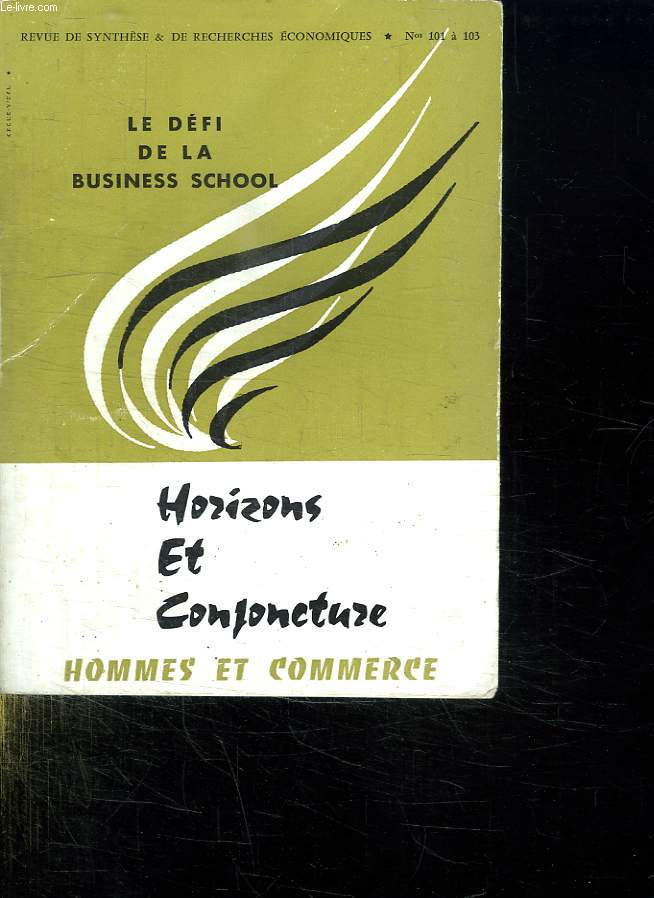 Le-livre.com
REVUE DE SYNTHÈSE & DE RECHERCHES ÉCONOMIQUES ★ Nos 101 à 103
LE DÉFI
DE LA
BUSINESS SCHOOL
Horizons
Et
Conjoncture
HOMMES ET COMMERCE